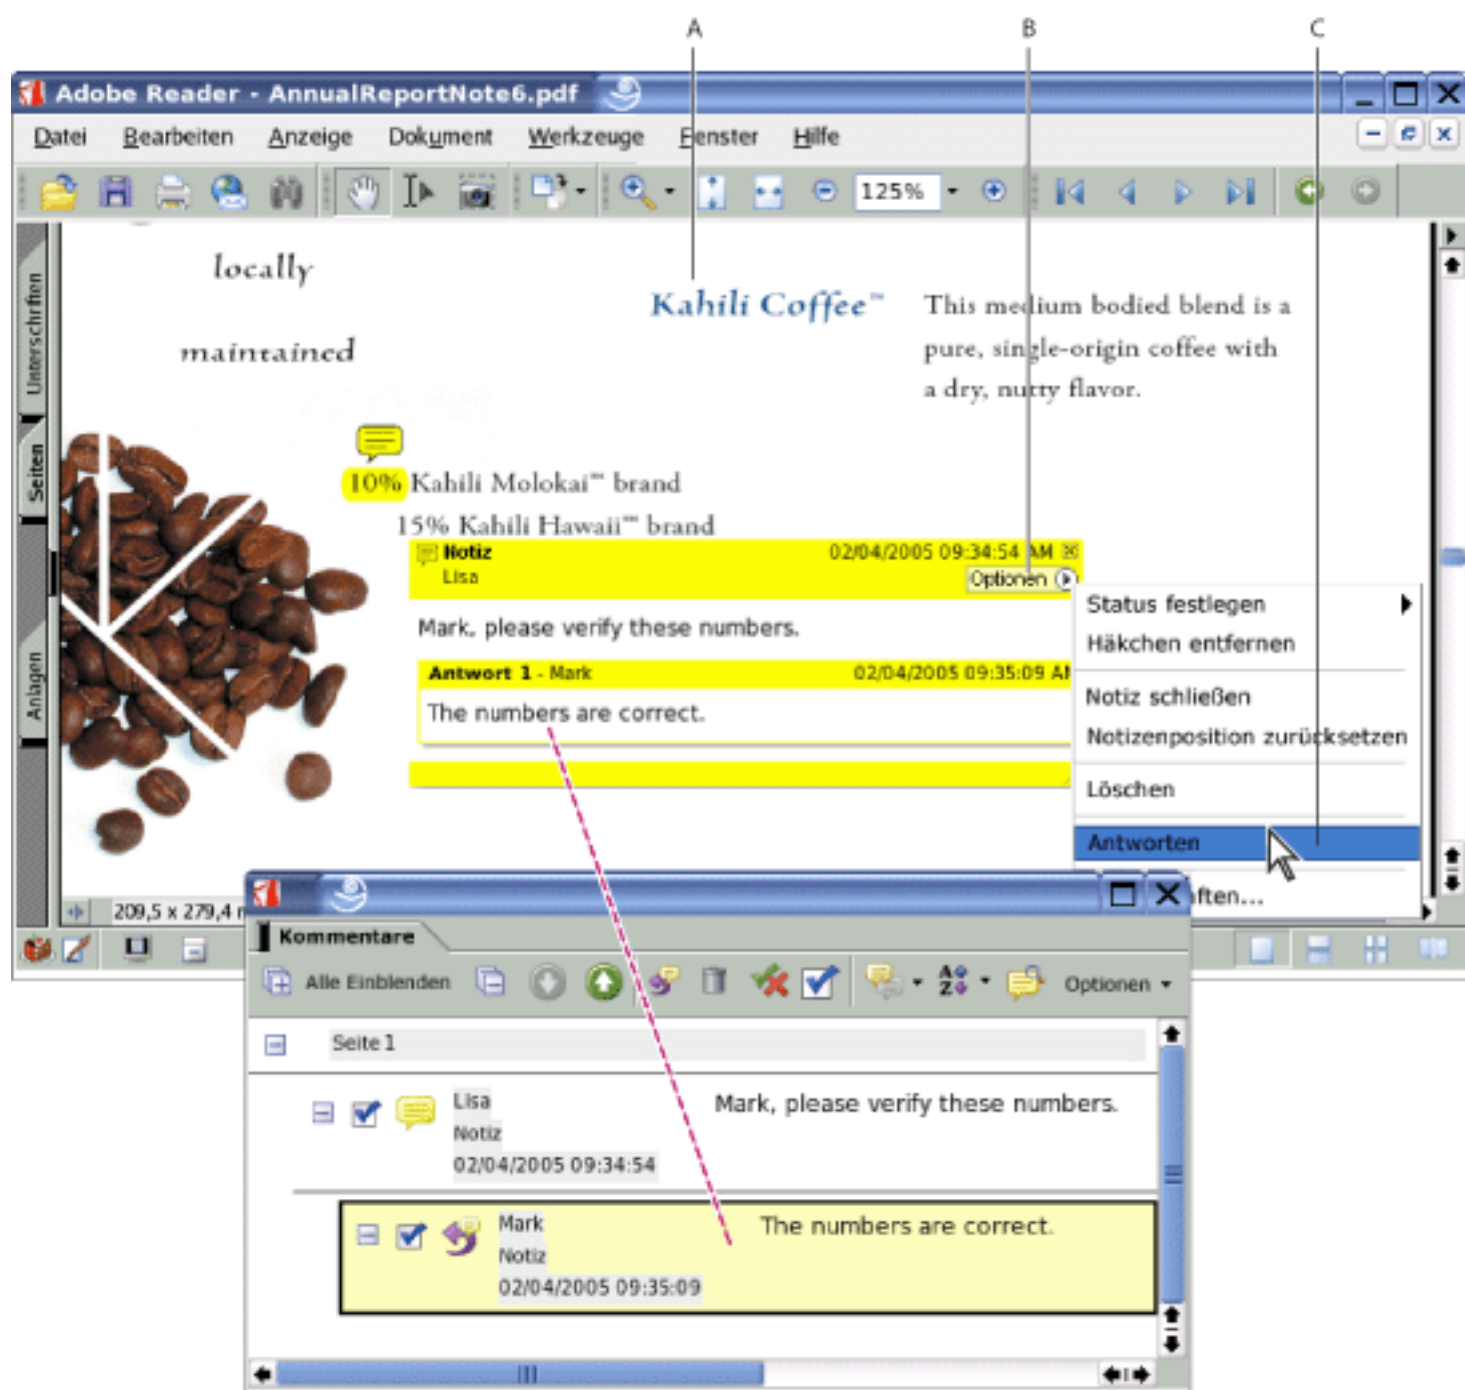 A B C
Adobe Reader - AnnualReportNote6.pdf
Datei Bearbeiten Anzeige Dokument Werkzeuge Fenster Hilfe
125%
Unterschriften
Seiten
Anlagen
locally
maintained
Kahili Coffee™
This medium bodied blend is a
pure, single-origin coffee with
a dry, nutty flavor.
10% Kahili Molokai™ brand
15% Kahili Hawaii™ brand
Notiz 02/04/2005 09:34:54 AM
Lisa Optionen
Mark, please verify these numbers.
Antwort 1 - Mark 02/04/2005 09:35:09 AM
The numbers are correct.
Status festlegen
Häkchen entfernen
Notiz schließen
Notizenposition zurücksetzen
Löschen
Antworten
ften...
209,5 x 279,4
Kommentare
Alle Einblenden Optionen
Seite 1
Lisa Mark, please verify these numbers.
Notiz
02/04/2005 09:34:54
Mark The numbers are correct.
Notiz
02/04/2005 09:35:09